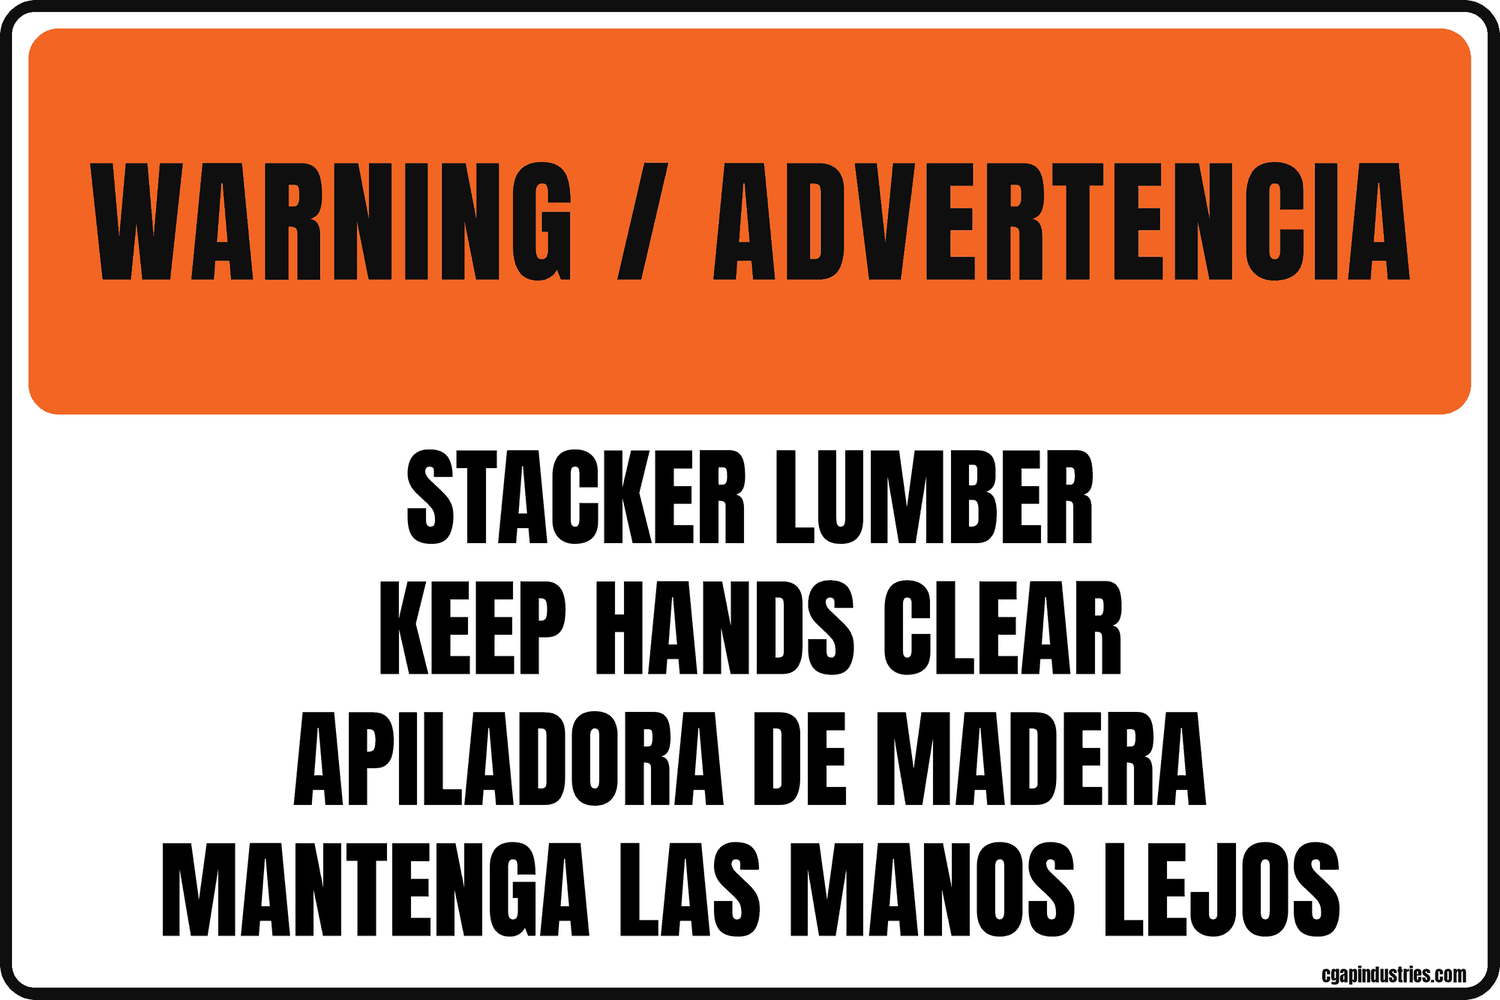 WARNING / ADVERTENCIA
STACKER LUMBER
KEEP HANDS CLEAR
APILADORA DE MADERA
MANTENGA LAS MANOS LEJOS
cgapindustries.com